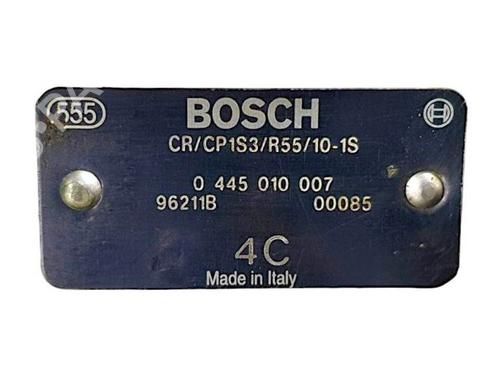 555 BOSCH
CR/CP1S3/R55/10-1S
0 445 010 007
96211B 00085
4C
Made in Italy